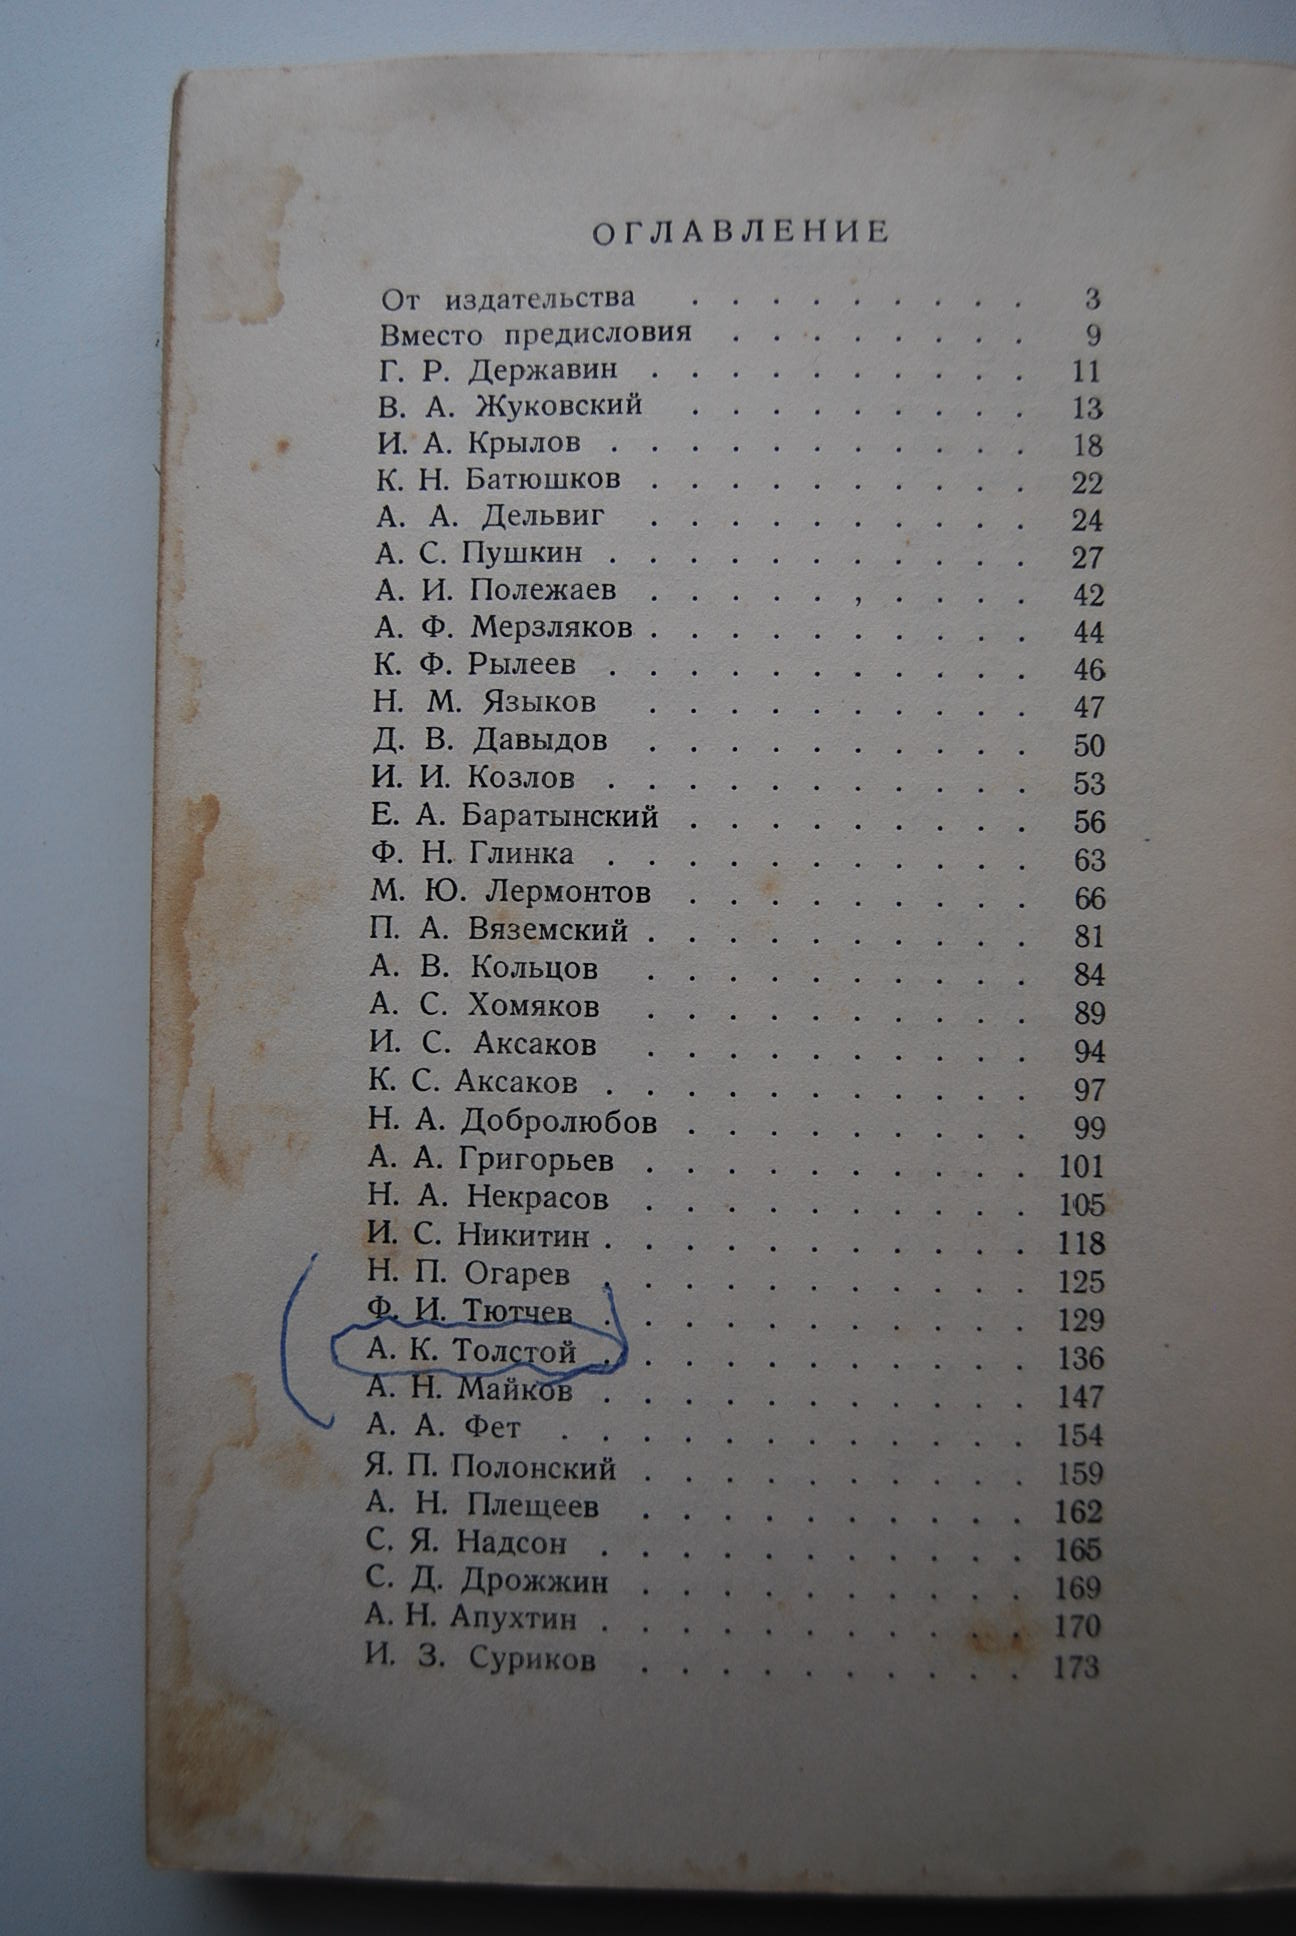 ОГЛАВЛЕНИЕ
От издательства . . . . . . . . . 3
Вместо предисловия . . . . . . . . 9
Г. Р. Державин . . . . . . . . . . 11
В. А. Жуковский . . . . . . . . . 13
И. А. Крылов . . . . . . . . . . . 18
К. Н. Батюшков . . . . . . . . . . 22
А. А. Дельвиг . . . . . . . . . . 24
А. С. Пушкин . . . . . . . . . . . 27
А. И. Полежаев . . . . . , . . . . 42
А. Ф. Мерзляков . . . . . . . . . . 44
К. Ф. Рылеев . . . . . . . . . . . 46
Н. М. Языков . . . . . . . . . . 47
Д. В. Давыдов . . . . . . . . . . 50
И. И. Козлов . . . . . . . . . . . 53
Е. А. Баратынский . . . . . . . . . 56
Ф. Н. Глинка . . . . . . . . . . . 63
М. Ю. Лермонтов . . . . . . . . . 66
П. А. Вяземский . . . . . . . . . . 81
А. В. Кольцов . . . . . . . . . . 84
А. С. Хомяков . . . . . . . . . . 89
И. С. Аксаков . . . . . . . . . . 94
К. С. Аксаков . . . . . . . . . . . 97
Н. А. Добролюбов . . . . . . . . . 99
А. А. Григорьев . . . . . . . . . . 101
Н. А. Некрасов . . . . . . . . . . 105
И. С. Никитин . . . . . . . . . . . 118
Н. П. Огарев . . . . . . . . . . . 125
Ф. И. Тютчев . . . . . . . . . . . 129
А. К. Толстой . . . . . . . . . . . 136
А. Н. Майков . . . . . . . . . . . 147
А. А. Фет . . . . . . . . . . . . 154
Я. П. Полонский . . . . . . . . . . 159
А. Н. Плещеев . . . . . . . . . . 162
С. Я. Надсон . . . . . . . . . . . 165
С. Д. Дрожжин . . . . . . . . . . 169
А. Н. Апухтин . . . . . . . . . . . 170
И. З. Суриков . . . . . . . . . . 173